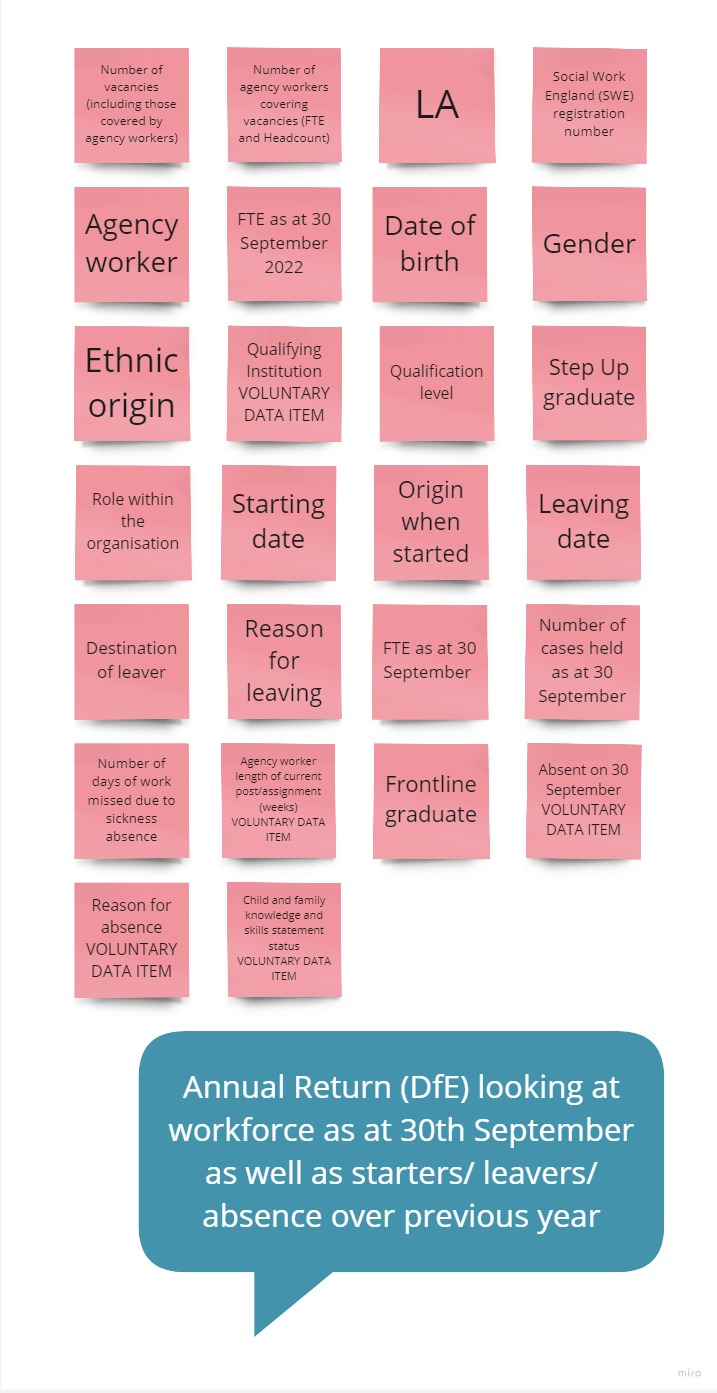 Number of
vacancies
(including those
covered by
agency workers)
Number of
agency workers
covering
vacancies (FTE
and Headcount)
LA
Social Work
England (SWE)
registration
number
Agency
worker
FTE as at 30
September
2022
Date of
birth
Gender
Ethnic
origin
Qualifying
Institution
VOLUNTARY
DATA ITEM
Qualification
level
Step Up
graduate
Role within
the
organisation
Starting
date
Origin
when
started
Leaving
date
Destination
of leaver
Reason
for
leaving
FTE as at 30
September
Number of
cases held
as at 30
September
Number of
days of work
missed due to
sickness
absence
Agency worker
length of current
post/assignment
(weeks)
VOLUNTARY DATA
ITEM
Frontline
graduate
Absent on 30
September
VOLUNTARY
DATA ITEM
Reason for
absence
VOLUNTARY
DATA ITEM
Child and family
knowledge and
skills statement
status
VOLUNTARY DATA
ITEM
Annual Return (DfE) looking at
workforce as at 30th September
as well as starters/ leavers/
absence over previous year
miro